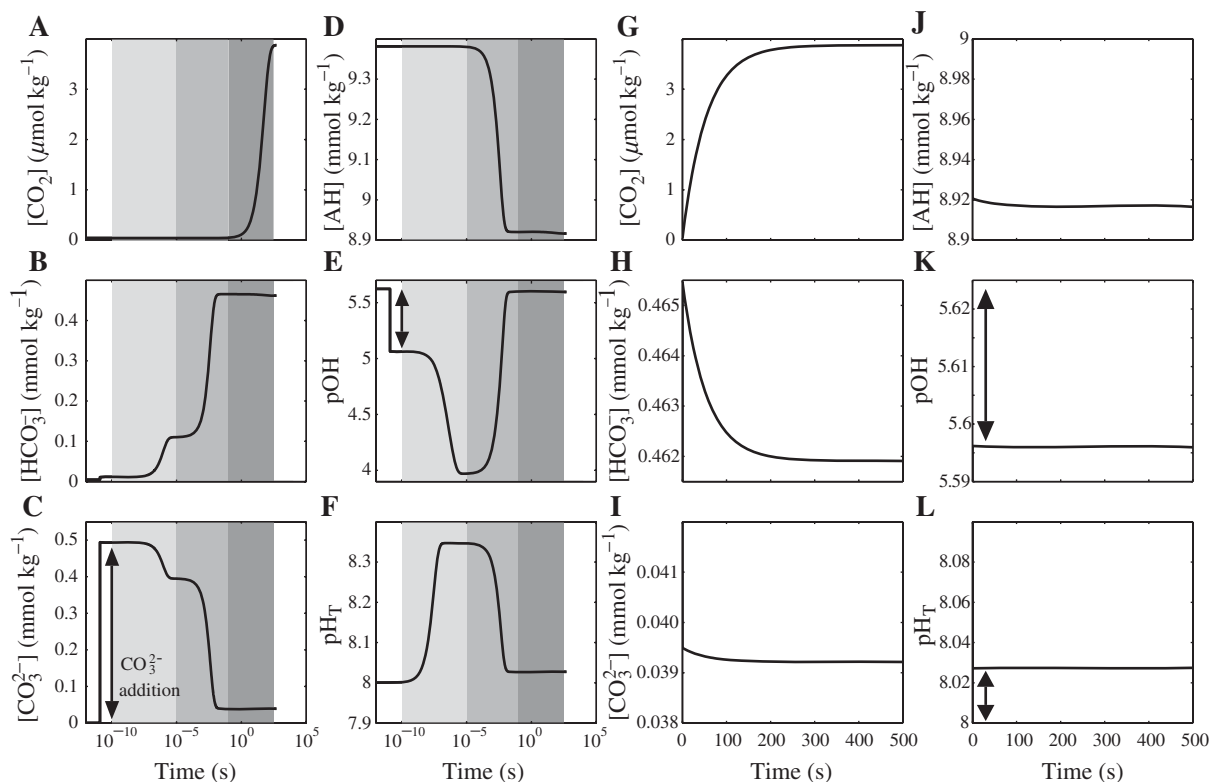 A
D
G
J
[CO₂] (μmol kg⁻¹)
3
2
1
0
[AH] (mmol kg⁻¹)
9.3
9.2
9.1
9
8.9
[CO₂] (μmol kg⁻¹)
3
2
1
0
[AH] (mmol kg⁻¹)
9
8.98
8.96
8.94
8.92
8.9
B
E
H
K
[HCO₃⁻] (mmol kg⁻¹)
0.4
0.3
0.2
0.1
0
pOH
5.5
5
4.5
4
[HCO₃⁻] (mmol kg⁻¹)
0.465
0.464
0.463
0.462
pOH
5.62
5.61
5.6
5.59
C
F
I
L
[CO₃²⁻] (mmol kg⁻¹)
0.5
0.4
0.3
0.2
0.1
0
CO₃²⁻
addition
10⁻¹⁰ 10⁻⁵ 10⁰ 10⁵
Time (s)
pH_T
8.3
8.2
8.1
8
7.9
10⁻¹⁰ 10⁻⁵ 10⁰ 10⁵
Time (s)
[CO₃²⁻] (mmol kg⁻¹)
0.041
0.040
0.039
0.038
0 100 200 300 400 500
Time (s)
pH_T
8.08
8.06
8.04
8.02
8
0 100 200 300 400 500
Time (s)